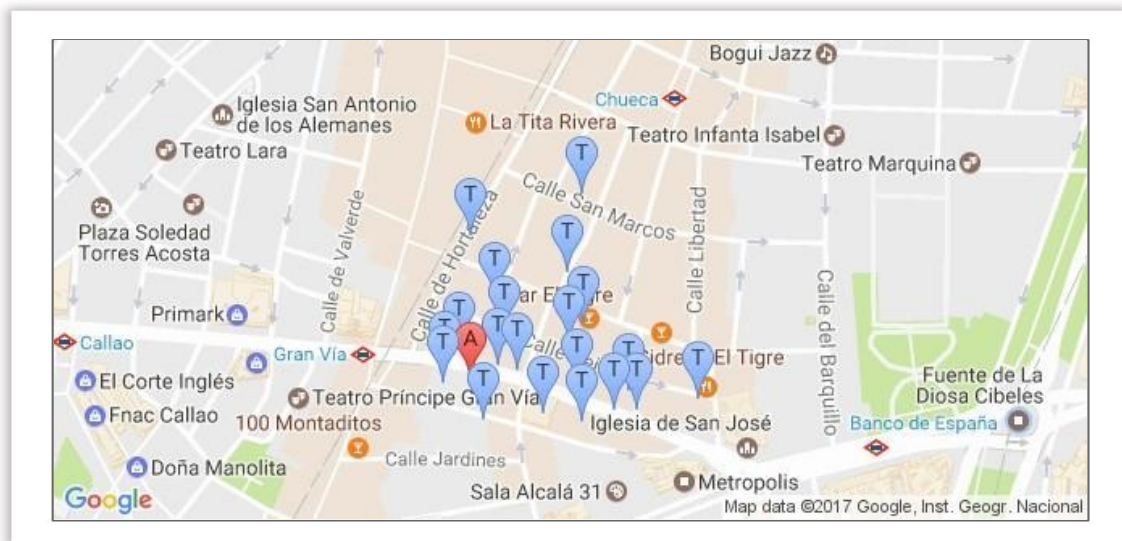 Bogui Jazz
Chueca
Iglesia San Antonio
de los Alemanes
La Tita Rivera
Teatro Infanta Isabel
Teatro Lara
Teatro Marquina
T
T
Calle San Marcos
Plaza Soledad
Torres Acosta
Calle de Valverde
Calle de Hortaleza
Calle Libertad
T
T
T
T
T
T
Calle del Barquillo
Primark
T
T
T
T
A
T
T
T
T
T
T
Callao
Gran Vía
Sidre
El Tigre
El Corte Inglés
T
T
T
Teatro Príncipe Gran Vía
Fuente de La
Diosa Cibeles
Fnac Callao
100 Montaditos
Iglesia de San José
Banco de España
Doña Manolita
Calle Jardines
Metropolis
Sala Alcalá 31
Google
Map data ©2017 Google, Inst. Geogr. Nacional